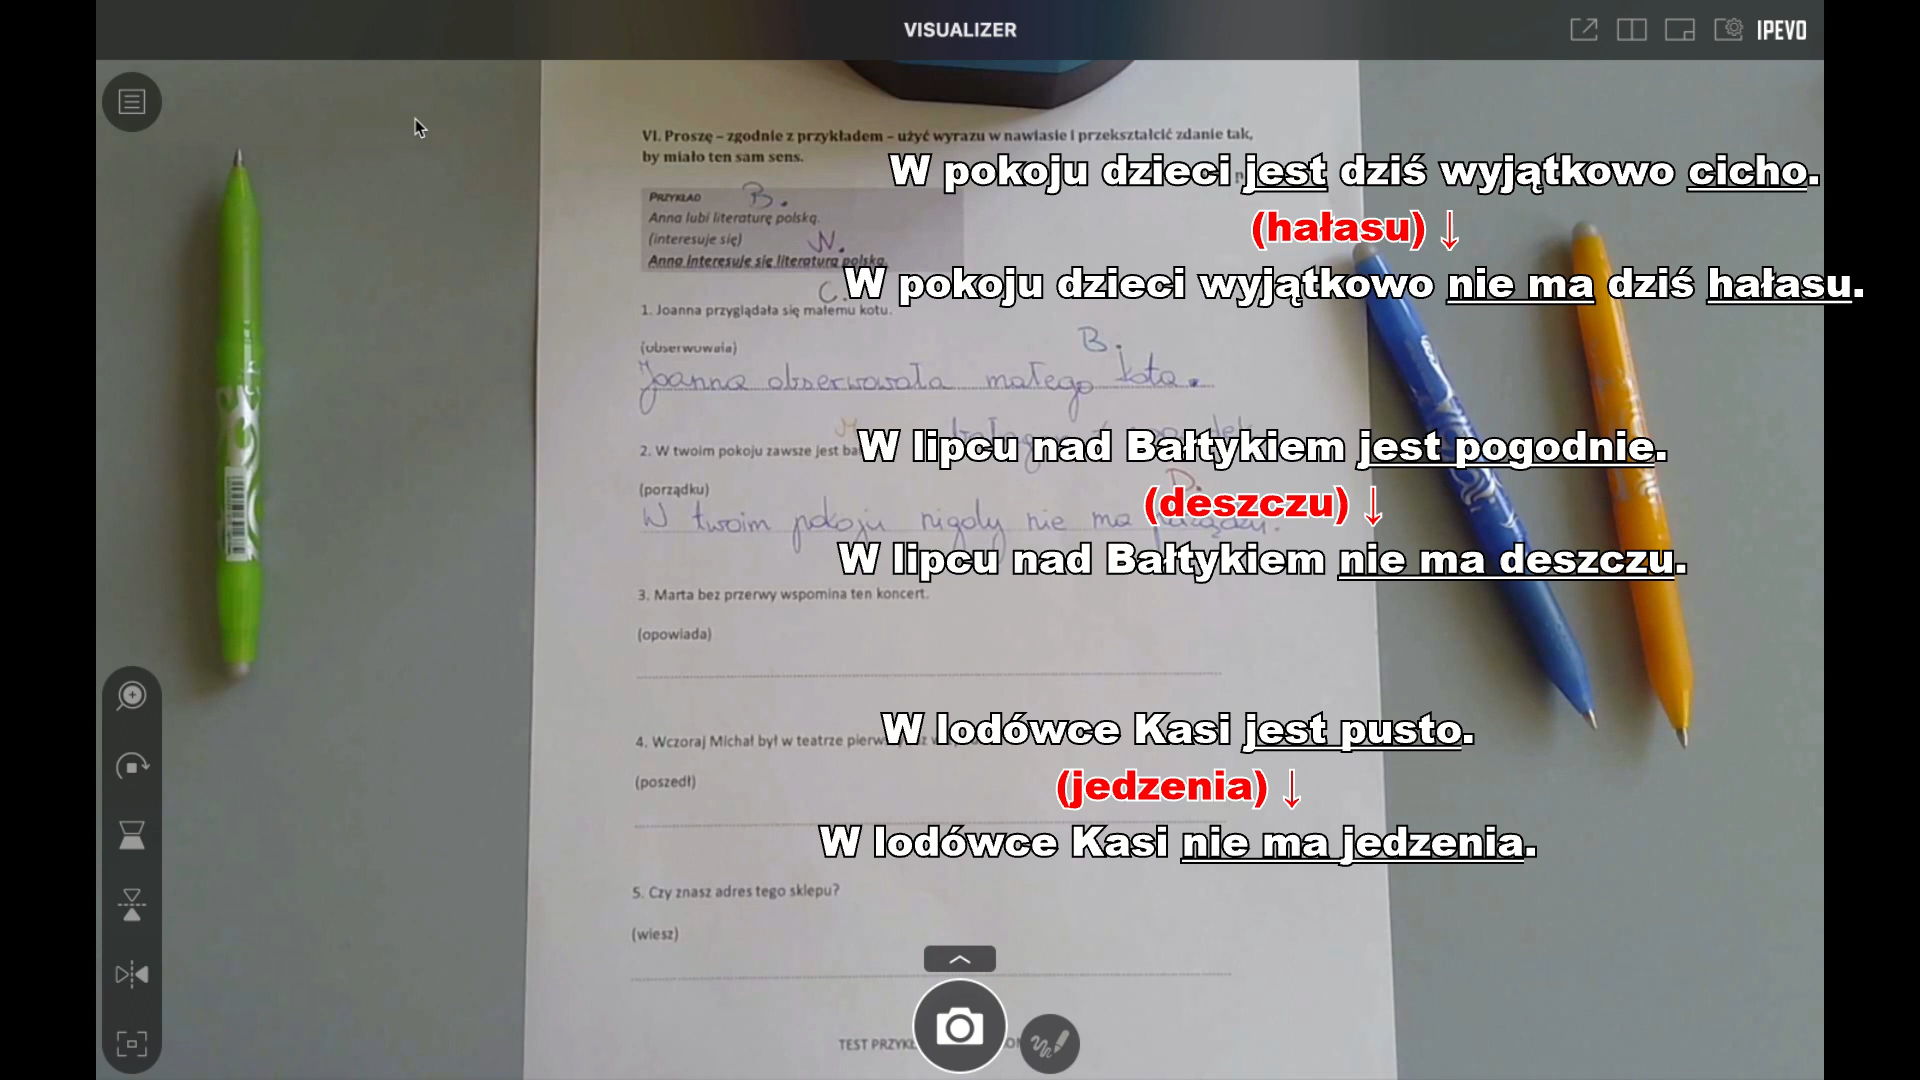 VISUALIZER
IPEVO
VI. Proszę – zgodnie z przykładem – użyć wyrazu w nawiasie i przekształcić zdanie tak,
by miało ten sam sens.
W pokoju dzieci jest dziś wyjątkowo cicho.
(hałasu) ↓
W pokoju dzieci wyjątkowo nie ma dziś hałasu.
PRZYKŁAD
B.
Anna lubi literaturę polską.
(interesuje się)
N.
Anna interesuje się literaturą polską.
C.
1. Joanna przyglądała się małemu kotu.
(obserwowała)
B.
Joanna obserwowała małego kota.
2. W twoim pokoju zawsze jest
W lipcu nad Bałtykiem jest pogodnie.
(porządku)
D.
(deszczu) ↓
W twoim pokoju nigdy nie ma porządku.
W lipcu nad Bałtykiem nie ma deszczu.
3. Marta bez przerwy wspomina ten koncert.
(opowiada)
4. Wczoraj Michał był w teatrze
W lodówce Kasi jest pusto.
(poszedł)
(jedzenia) ↓
W lodówce Kasi nie ma jedzenia.
5. Czy znasz adres tego sklepu?
(wiesz)
TEST